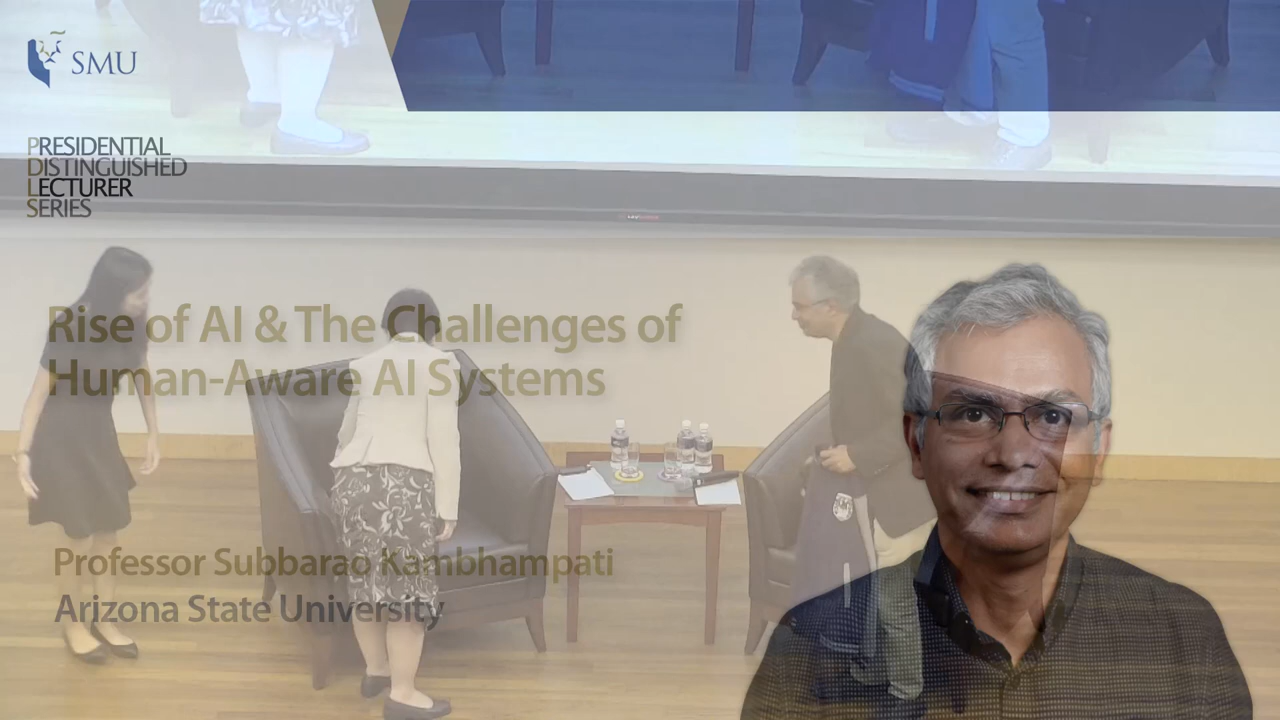 SMU
PRESIDENTIAL
DISTINGUISHED
LECTURER
SERIES
Rise of AI & The Challenges of
Human-Aware AI Systems
Professor Subbarao Kambhampati
Arizona State University